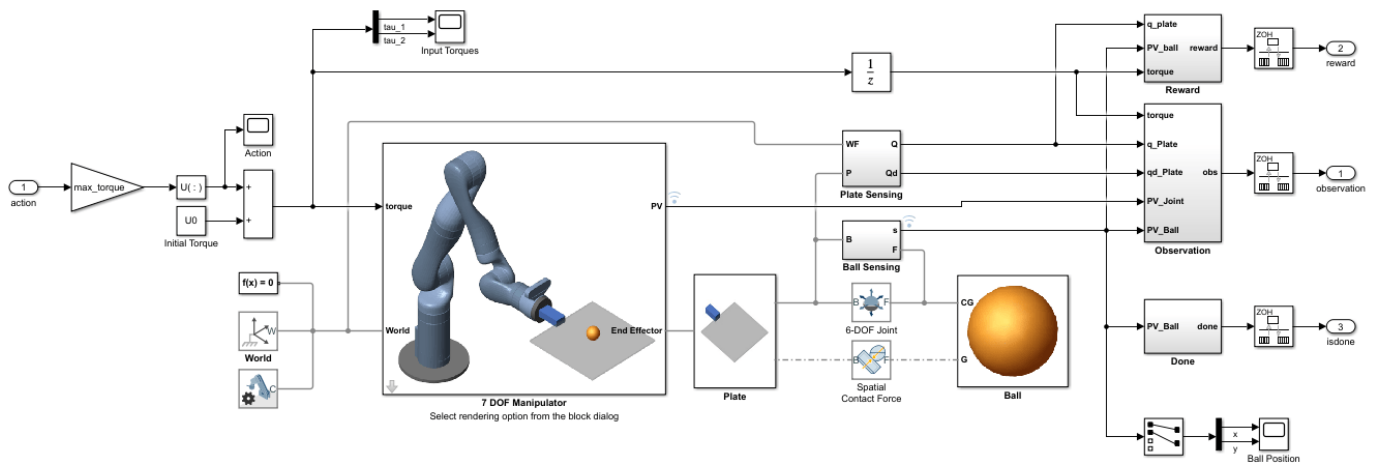 tau_1
tau_2
Input Torques
1
z
q_plate
PV_ball
torque
reward
Reward
ZOH
2
reward
1
action
max_torque
U( : )
Action
+
+
U0
Initial Torque
WF
P
Q
Qd
Plate Sensing
torque
q_Plate
qd_Plate
PV_Joint
PV_Ball
obs
Observation
ZOH
1
observation
torque
PV
World
End Effector
7 DOF Manipulator
Select rendering option from the block dialog
B
s
F
Ball Sensing
f(x) = 0
W
World
C
Plate
B
F
6-DOF Joint
B
F
Spatial
Contact Force
CG
G
Ball
PV_Ball
done
Done
ZOH
3
isdone
x
y
Ball Position